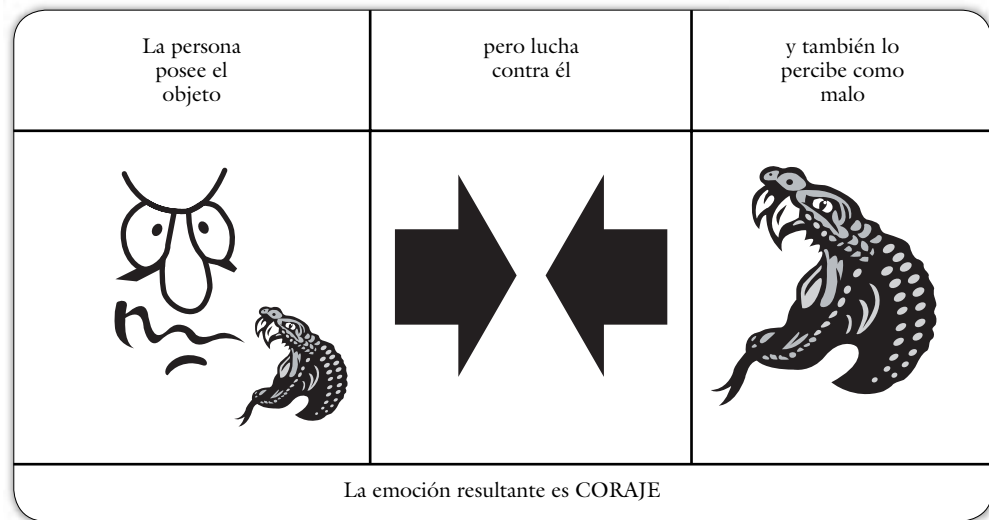 La persona
posee el
objeto
pero lucha
contra él
y también lo
percibe como
malo
La emoción resultante es CORAJE